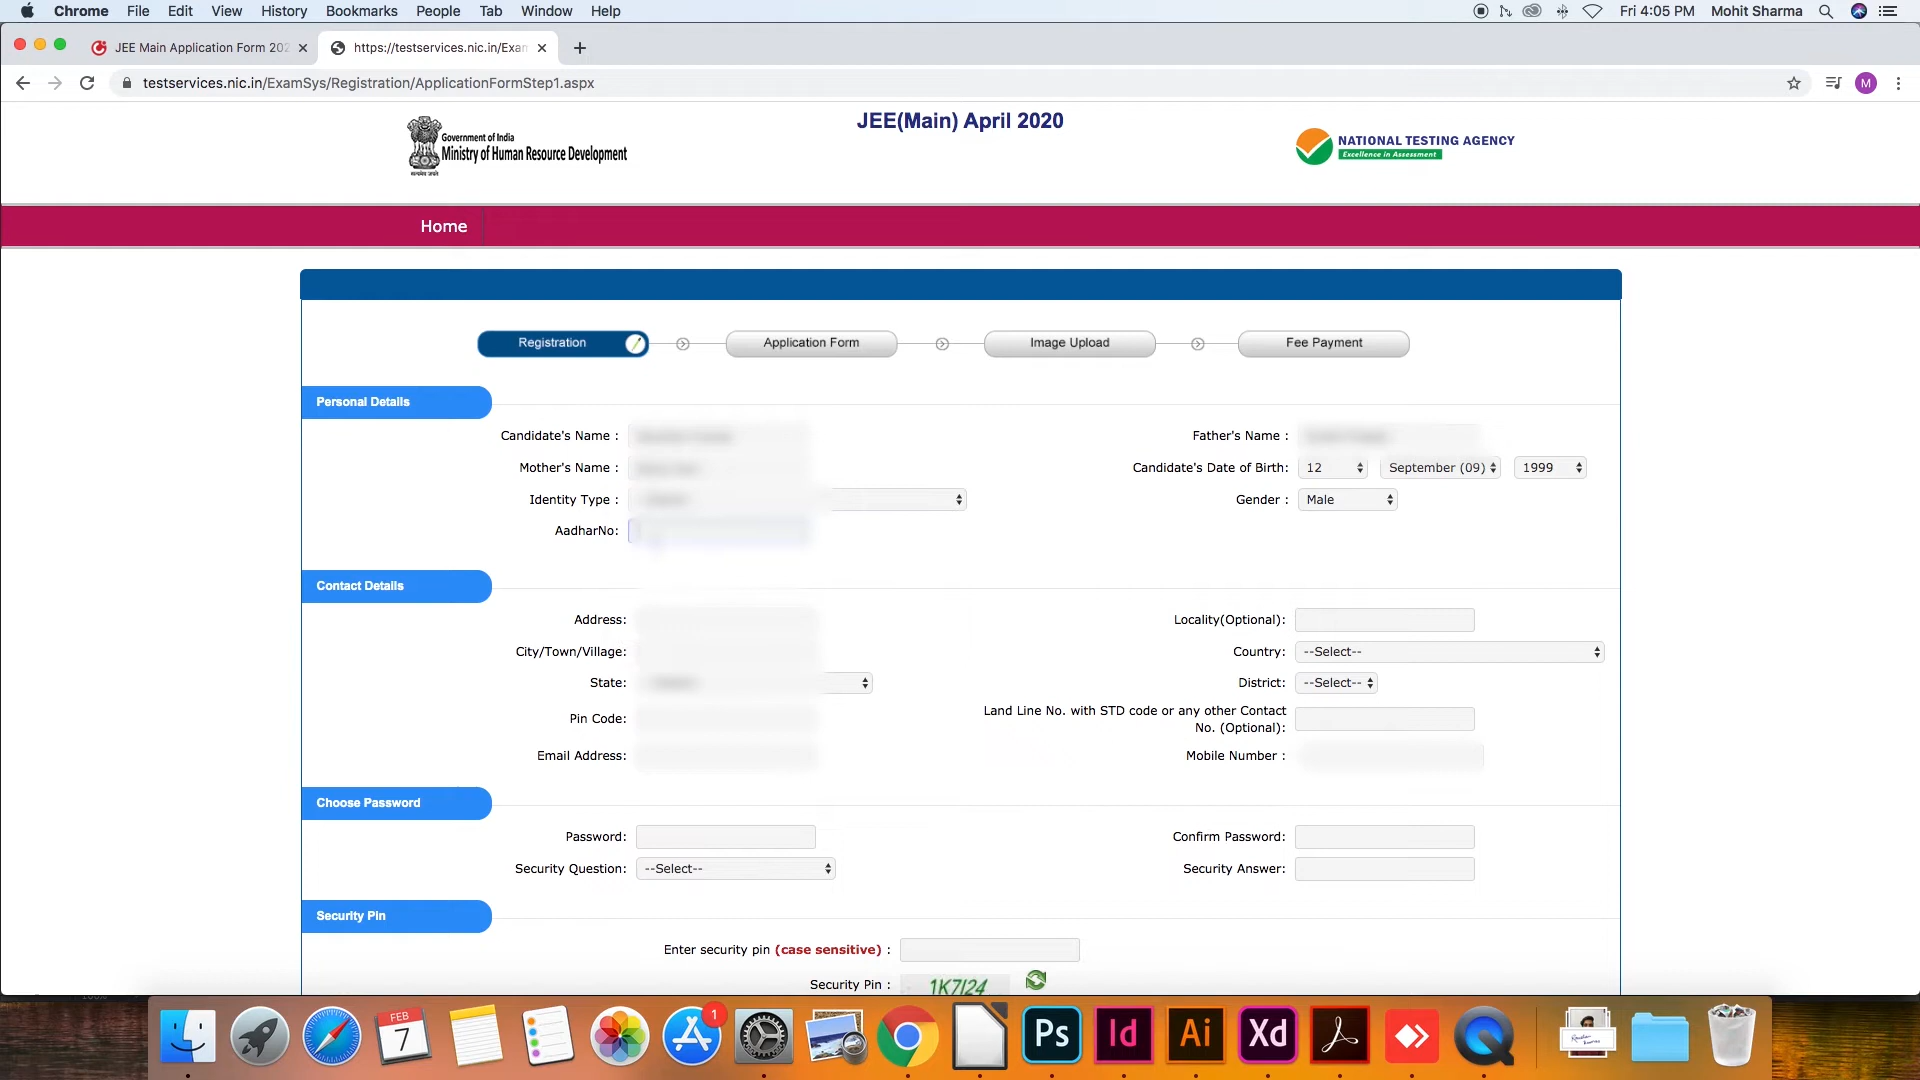 Chrome File Edit View History Bookmarks People Tab Window Help Fri 4:05 PM Mohit Sharma
JEE Main Application Form 202 https://testservices.nic.in/Exam
testservices.nic.in/ExamSys/Registration/ApplicationFormStep1.aspx M
JEE(Main) April 2020
Government of India
Ministry of Human Resource Development
सत्यमेव जयते
NATIONAL TESTING AGENCY
Excellence in Assessment
Home
Registration Application Form Image Upload Fee Payment
Personal Details
Candidate's Name : Father's Name :
Mother's Name : Candidate's Date of Birth: 12 September (09) 1999
Identity Type : Gender : Male
AadharNo:
Contact Details
Address: Locality(Optional):
City/Town/Village: Country: --Select--
State: District: --Select--
Pin Code: Land Line No. with STD code or any other Contact
No. (Optional):
Email Address: Mobile Number :
Choose Password
Password: Confirm Password:
Security Question: --Select-- Security Answer:
Security Pin
Enter security pin (case sensitive) :
Security Pin : 1K7I24
FEB
7
1
Ps Id Ai Xd